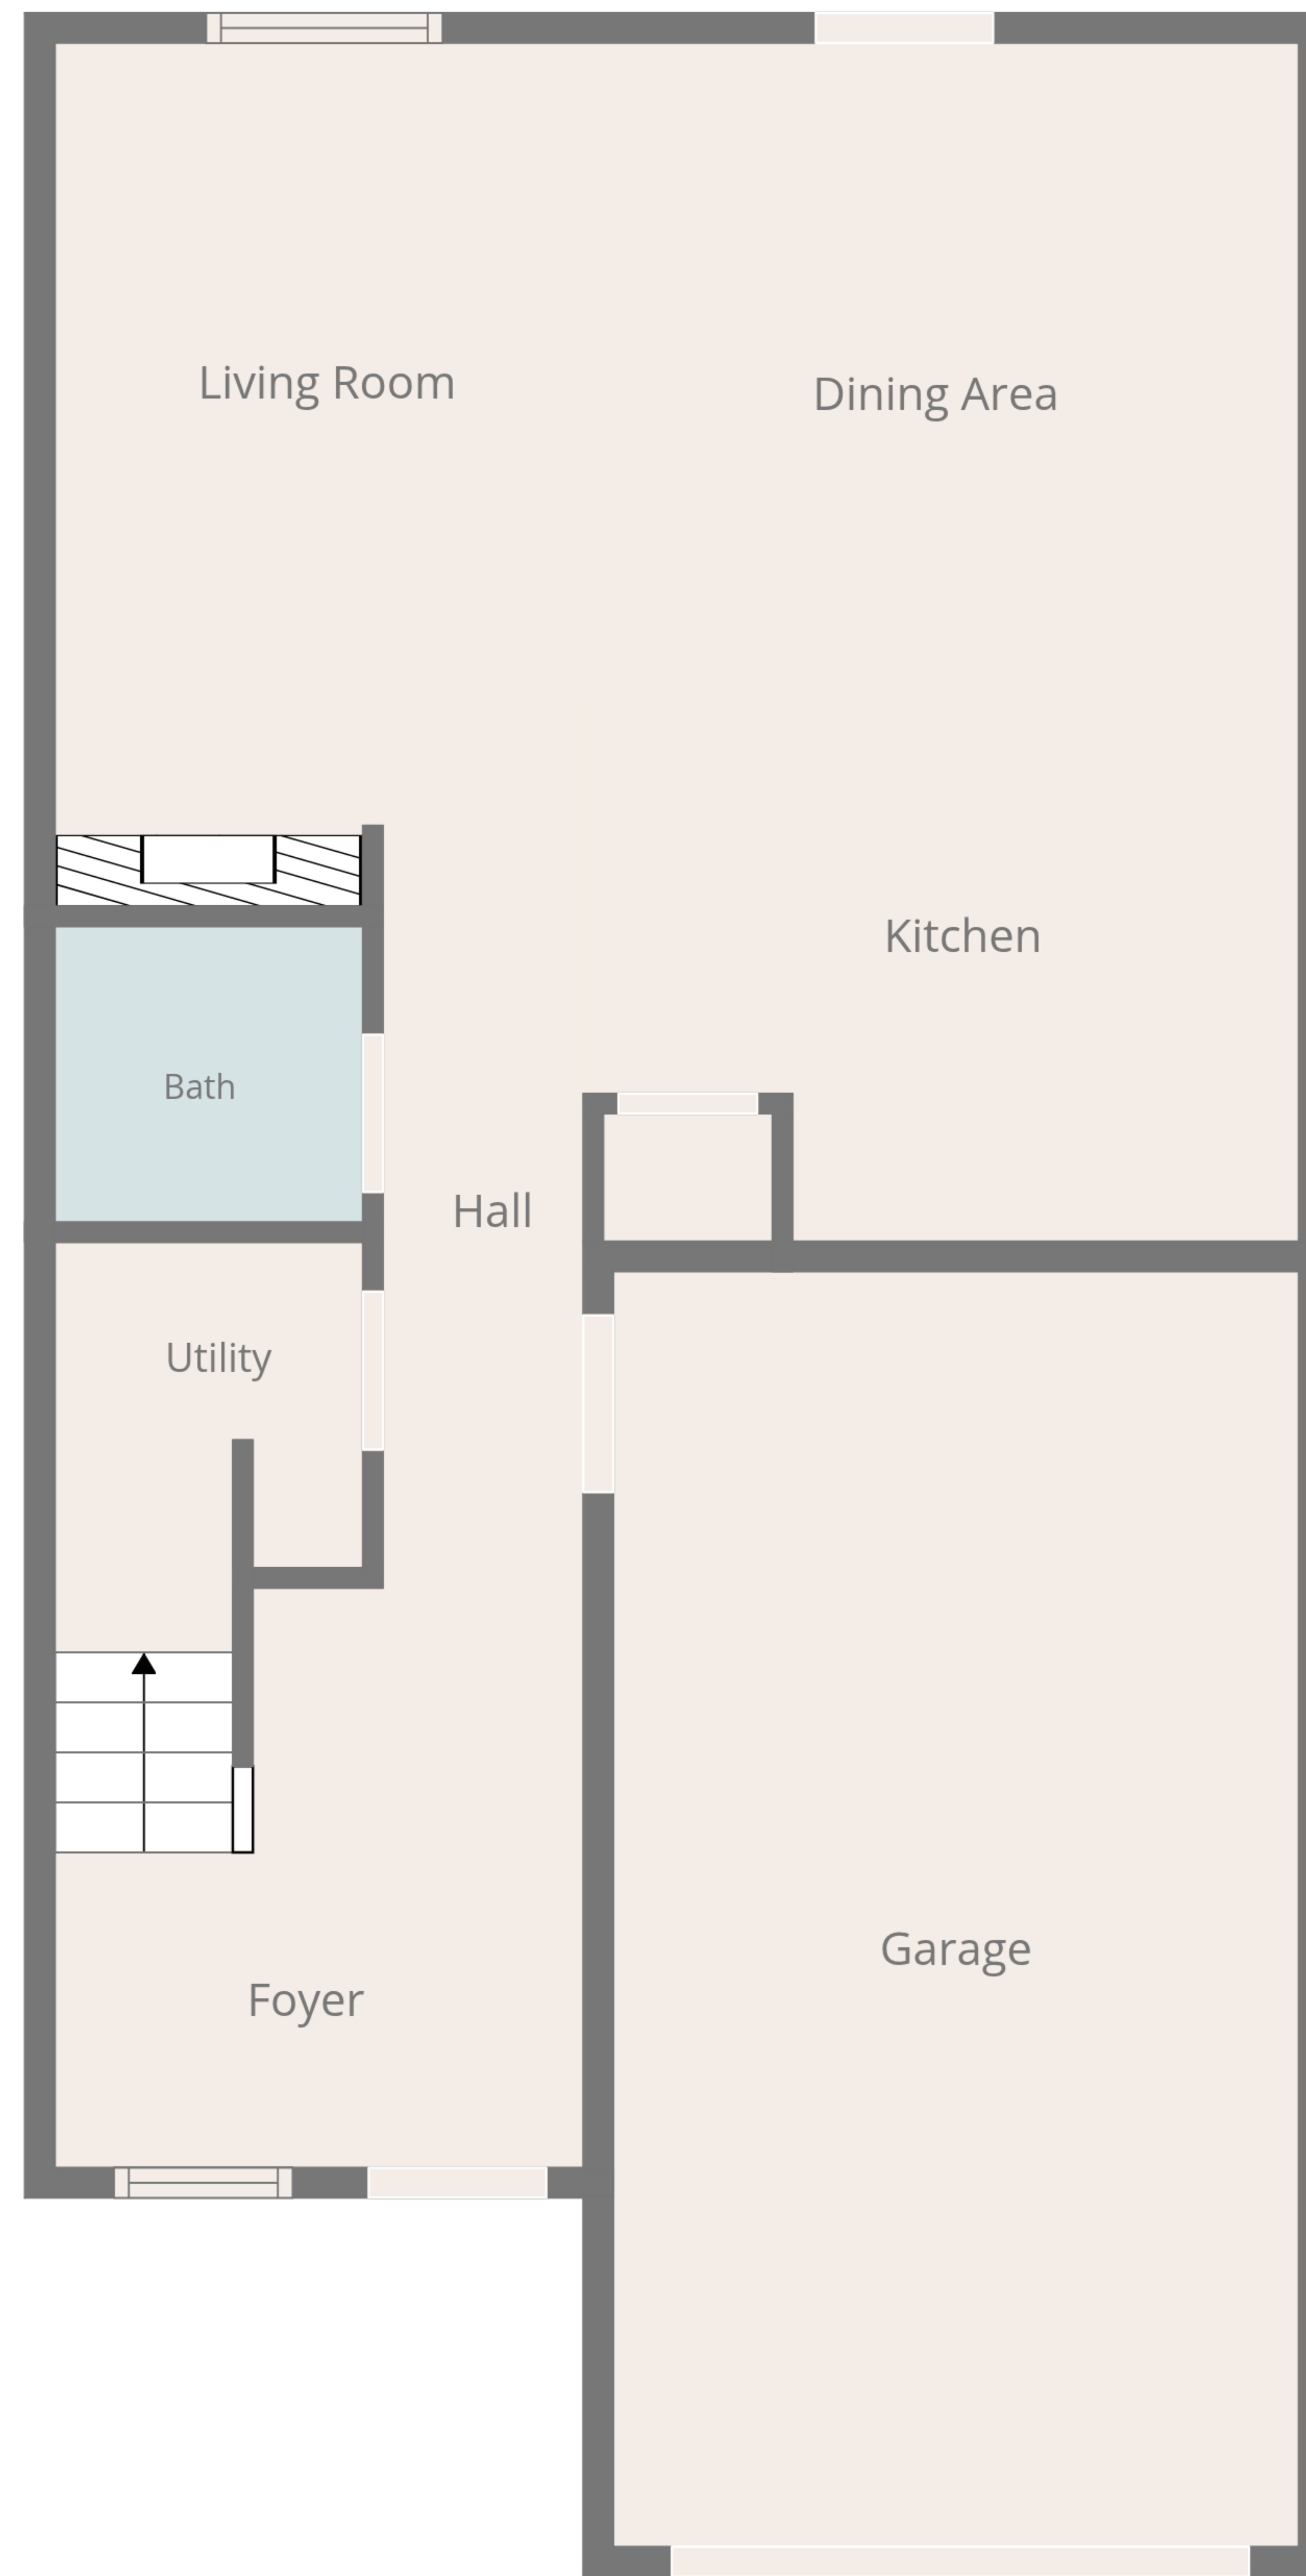 Living Room
Dining Area
Kitchen
Bath
Hall
Utility
Garage
Foyer